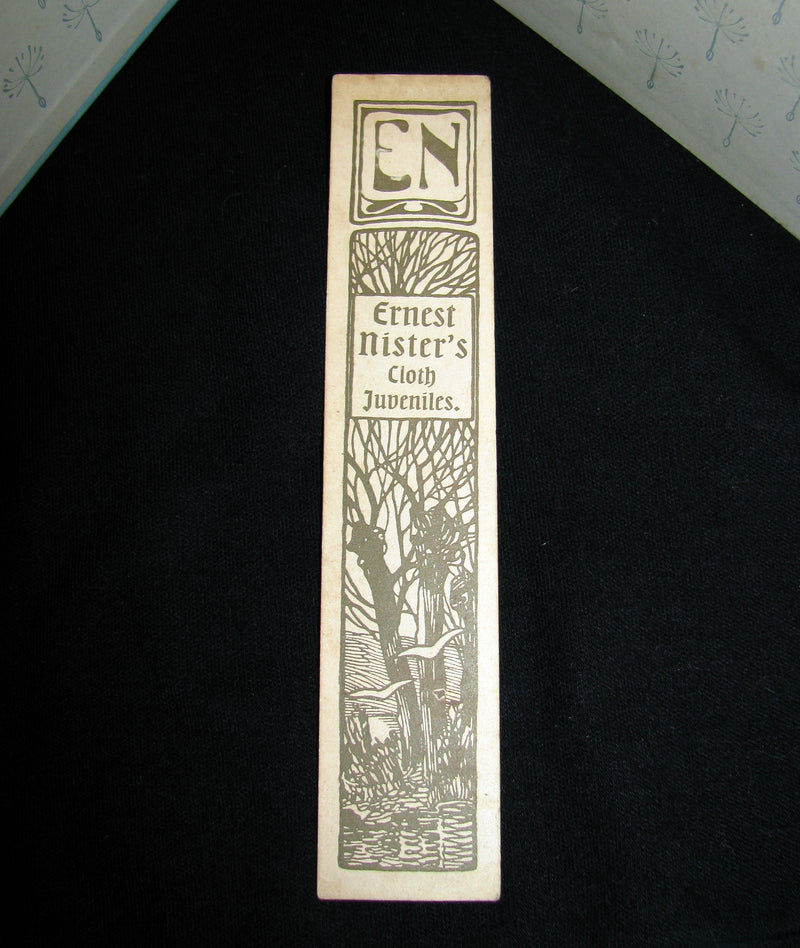 EN
Ernest
Nister's
Cloth
Juveniles.